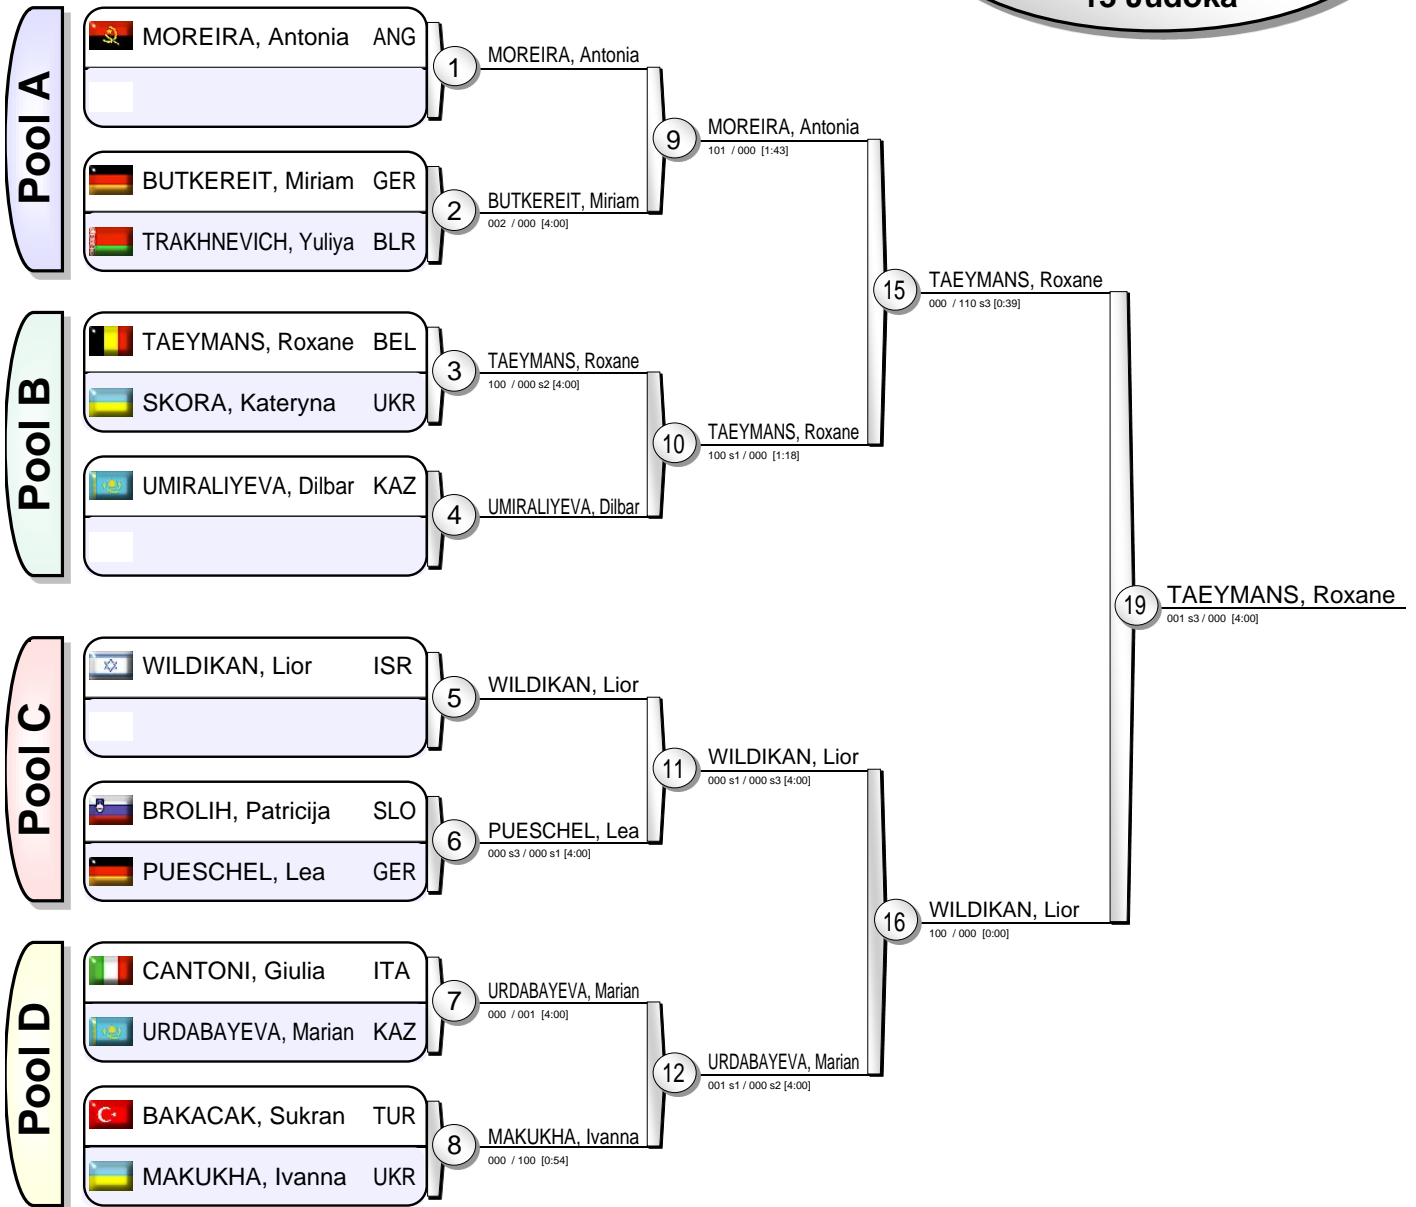 13 Judoka
Pool A
MOREIRA, Antonia ANG
BUTKEREIT, Miriam GER
TRAKHNEVICH, Yuliya BLR
Pool B
TAEYMANS, Roxane BEL
SKORA, Kateryna UKR
UMIRALIYEVA, Dilbar KAZ
Pool C
WILDIKAN, Lior ISR
BROLIH, Patricija SLO
PUESCHEL, Lea GER
Pool D
CANTONI, Giulia ITA
URDABAYEVA, Marian KAZ
BAKACAK, Sukran TUR
MAKUKHA, Ivanna UKR
1
MOREIRA, Antonia
2
BUTKEREIT, Miriam
002 / 000 [4:00]
3
TAEYMANS, Roxane
100 / 000 s2 [4:00]
4
UMIRALIYEVA, Dilbar
5
WILDIKAN, Lior
6
PUESCHEL, Lea
000 s3 / 000 s1 [4:00]
7
URDABAYEVA, Marian
000 / 001 [4:00]
8
MAKUKHA, Ivanna
000 / 100 [0:54]
9
MOREIRA, Antonia
101 / 000 [1:43]
10
TAEYMANS, Roxane
100 s1 / 000 [1:18]
11
WILDIKAN, Lior
000 s1 / 000 s3 [4:00]
12
URDABAYEVA, Marian
001 s1 / 000 s2 [4:00]
15
TAEYMANS, Roxane
000 / 110 s3 [0:39]
16
WILDIKAN, Lior
100 / 000 [0:00]
19
TAEYMANS, Roxane
001 s3 / 000 [4:00]